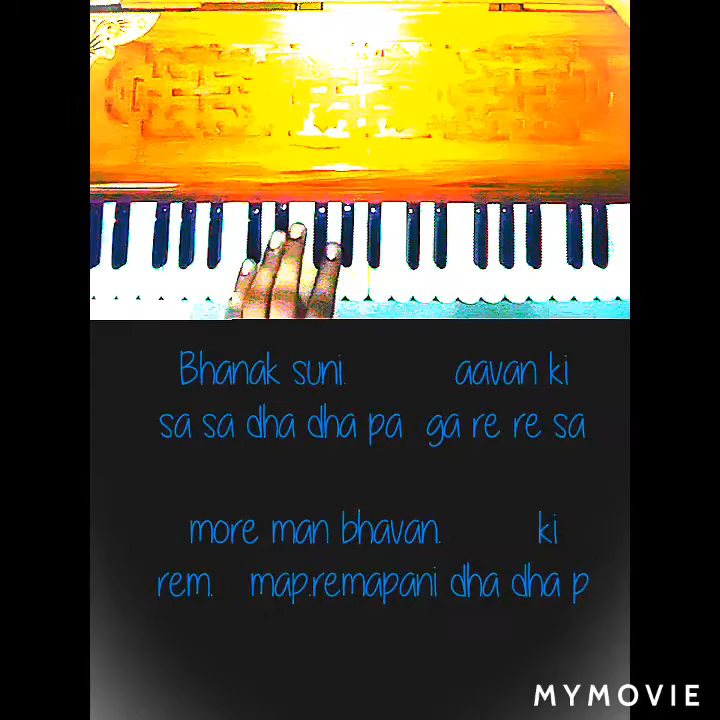 Bhanak suni. aavan ki
sa sa dha dha pa ga re re sa
more man bhavan. ki
rem. map.remapani dha dha p
MYMOVIE